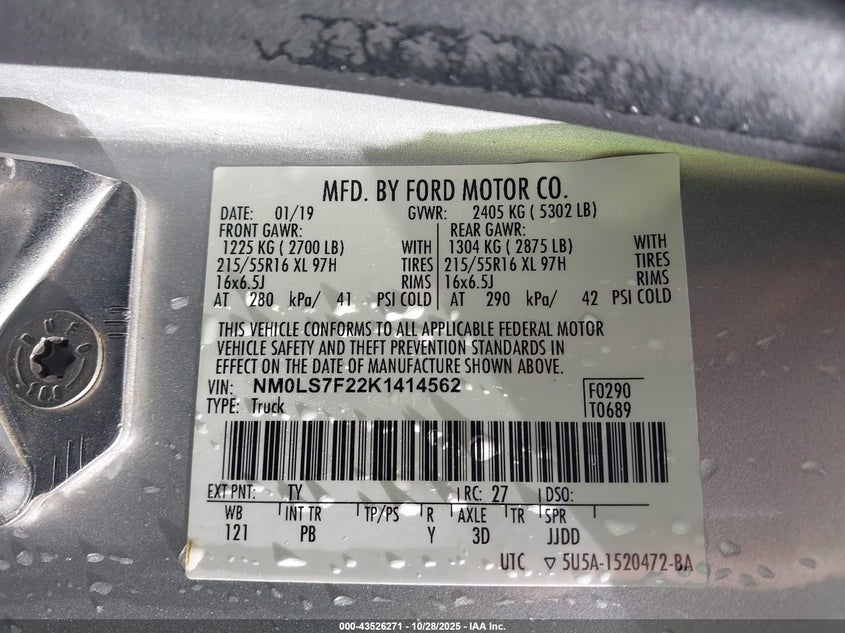 MFD. BY FORD MOTOR CO.
DATE: 01/19 GVWR: 2405 KG ( 5302 LB)
FRONT GAWR: REAR GAWR:
1225 KG ( 2700 LB) WITH 1304 KG ( 2875 LB) WITH
215/55R16 XL 97H TIRES 215/55R16 XL 97H TIRES
16x6.5J RIMS 16x6.5J RIMS
AT 280 kPa/ 41 PSI COLD AT 290 kPa/ 42 PSI COLD
THIS VEHICLE CONFORMS TO ALL APPLICABLE FEDERAL MOTOR
VEHICLE SAFETY AND THEFT PREVENTION STANDARDS IN
EFFECT ON THE DATE OF MANUFACTURE SHOWN ABOVE.
VIN: NM0LS7F22K1414562 F0290
TYPE: Truck T0689
EXT PNT: TY RC: 27 DSO:
WB INT TR TP/PS R AXLE TR SPR
121 PB Y 3D JJDD
UTC ▽ 5U5A-1520472-BA
000-43526271 | 10/28/2025 | IAA Inc.